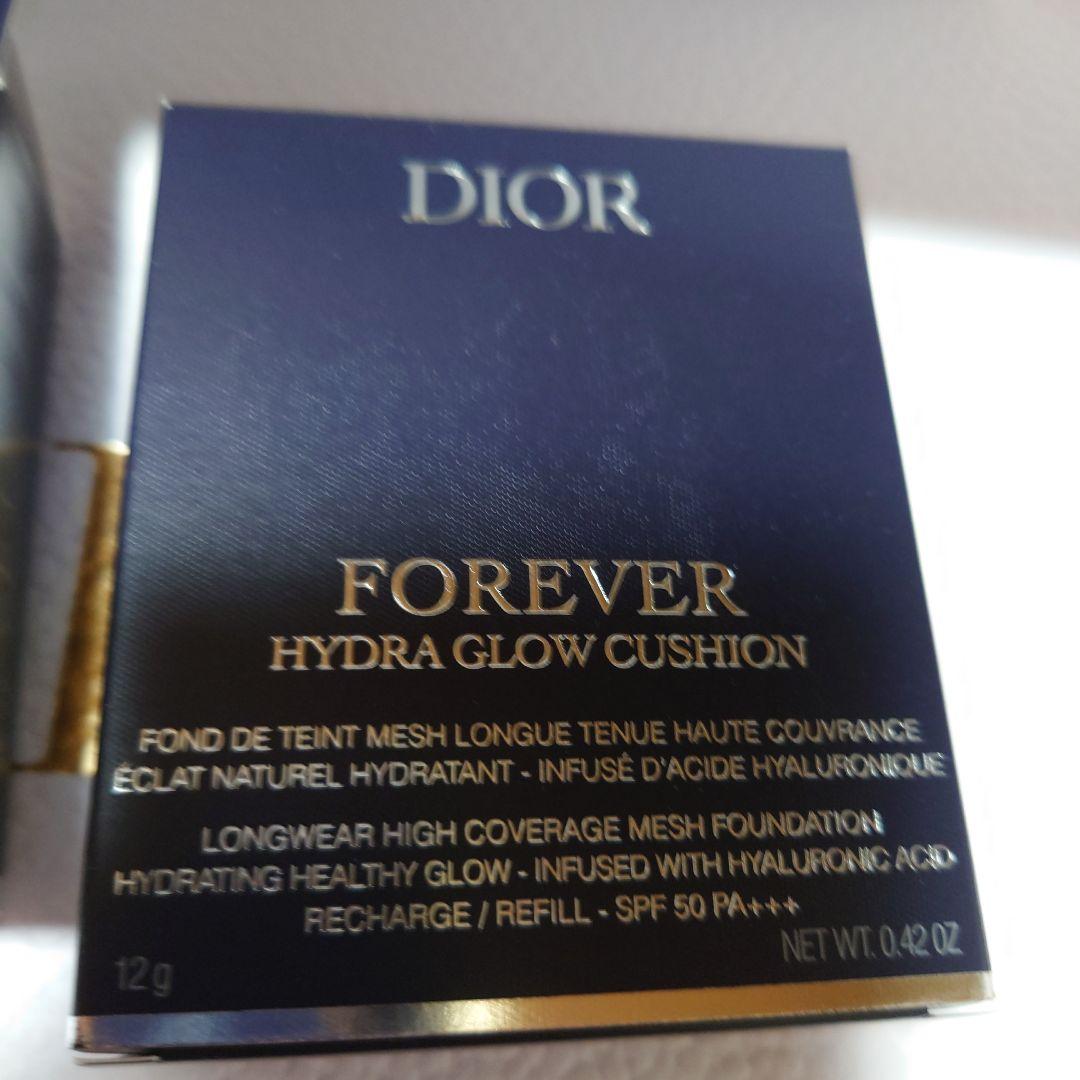 DIOR
FOREVER
HYDRA GLOW CUSHION
FOND DE TEINT MESH LONGUE TENUE HAUTE COUVRANCE
ÉCLAT NATUREL HYDRATANT - INFUSÉ D'ACIDE HYALURONIQUE
LONGWEAR HIGH COVERAGE MESH FOUNDATION
HYDRATING HEALTHY GLOW - INFUSED WITH HYALURONIC ACID
RECHARGE / REFILL - SPF 50 PA+++
12 g NET WT. 0.42 OZ